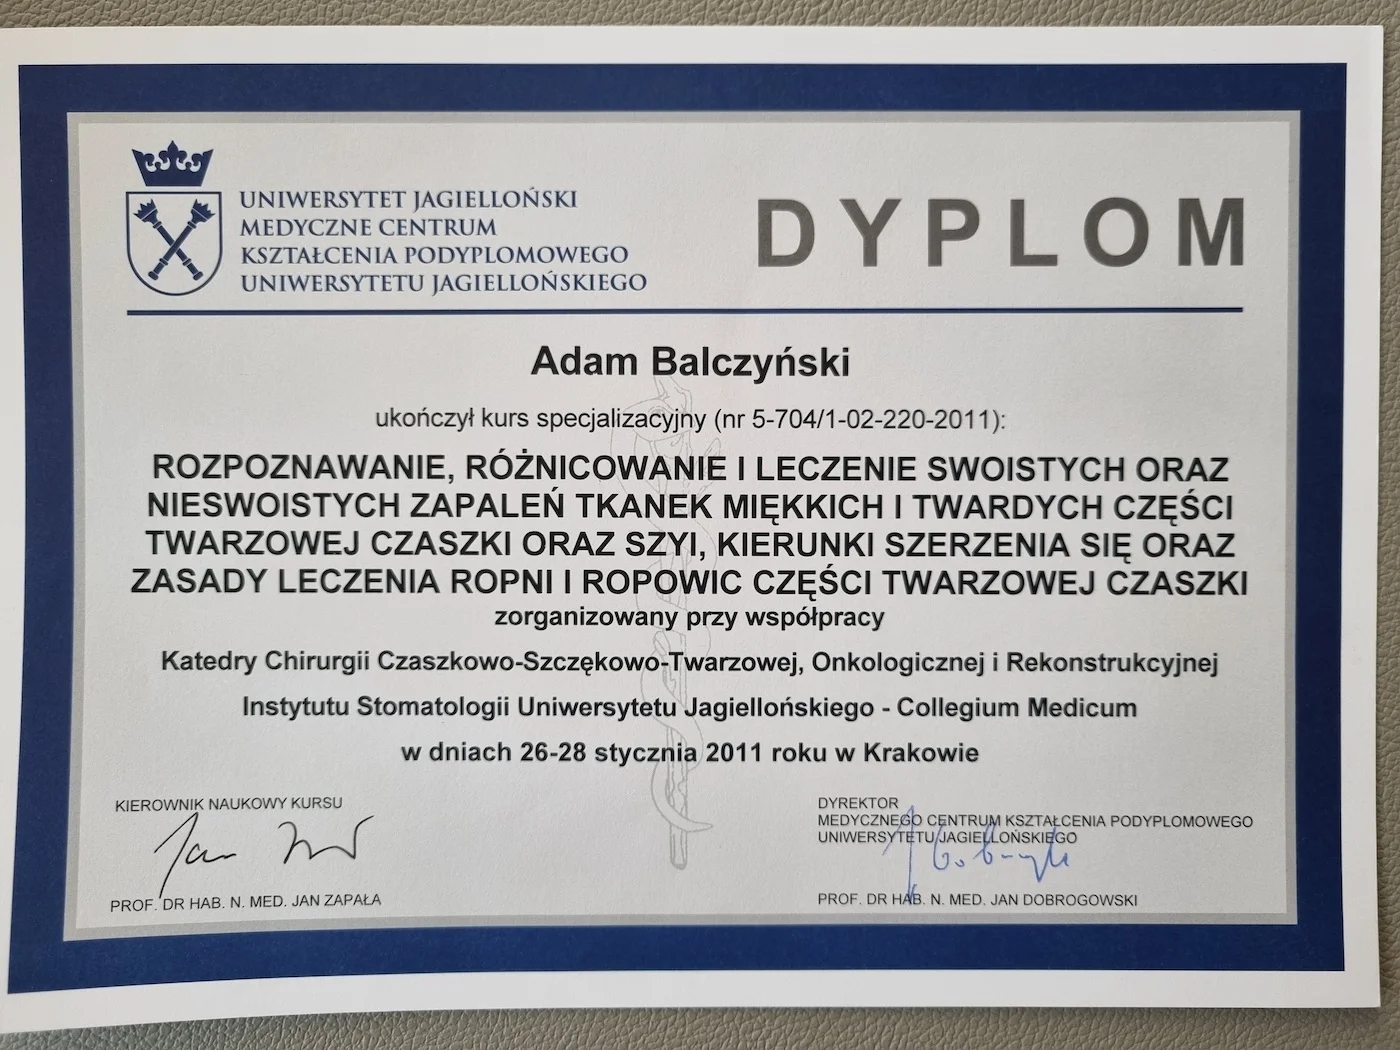 UNIWERSYTET JAGIELLOŃSKI
MEDYCZNE CENTRUM
KSZTAŁCENIA PODYPLOMOWEGO
UNIWERSYTETU JAGIELLOŃSKIEGO
DYPLOM
Adam Balczyński
ukończył kurs specjalizacyjny (nr 5-704/1-02-220-2011):
ROZPOZNAWANIE, RÓŻNICOWANIE I LECZENIE SWOISTYCH ORAZ
NIESWOISTYCH ZAPALEŃ TKANEK MIĘKKICH I TWARDYCH CZĘŚCI
TWARZOWEJ CZASZKI ORAZ SZYI, KIERUNKI SZERZENIA SIĘ ORAZ
ZASADY LECZENIA ROPNI I ROPOWIC CZĘŚCI TWARZOWEJ CZASZKI
zorganizowany przy współpracy
Katedry Chirurgii Czaszkowo-Szczękowo-Twarzowej, Onkologicznej i Rekonstrukcyjnej
Instytutu Stomatologii Uniwersytetu Jagiellońskiego - Collegium Medicum
w dniach 26-28 stycznia 2011 roku w Krakowie
KIEROWNIK NAUKOWY KURSU
Jan
PROF. DR HAB. N. MED. JAN ZAPAŁA
DYREKTOR
MEDYCZNEGO CENTRUM KSZTAŁCENIA PODYPLOMOWEGO
UNIWERSYTETU JAGIELLOŃSKIEGO
PROF. DR HAB. N. MED. JAN DOBROGOWSKI